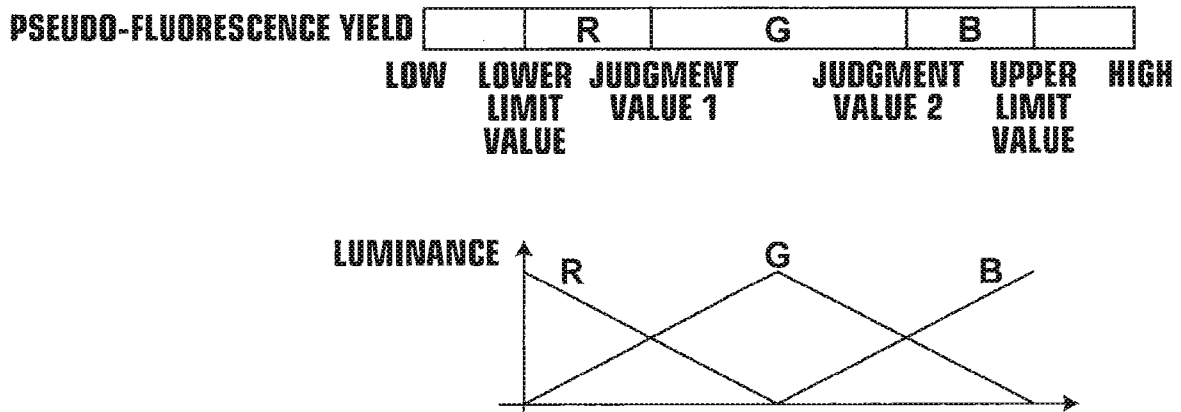 PSEUDO-FLUORESCENCE YIELD R G B
LOW LOWER JUDGMENT JUDGMENT UPPER HIGH
LIMIT VALUE 1 VALUE 2 LIMIT
VALUE VALUE
LUMINANCE R G B